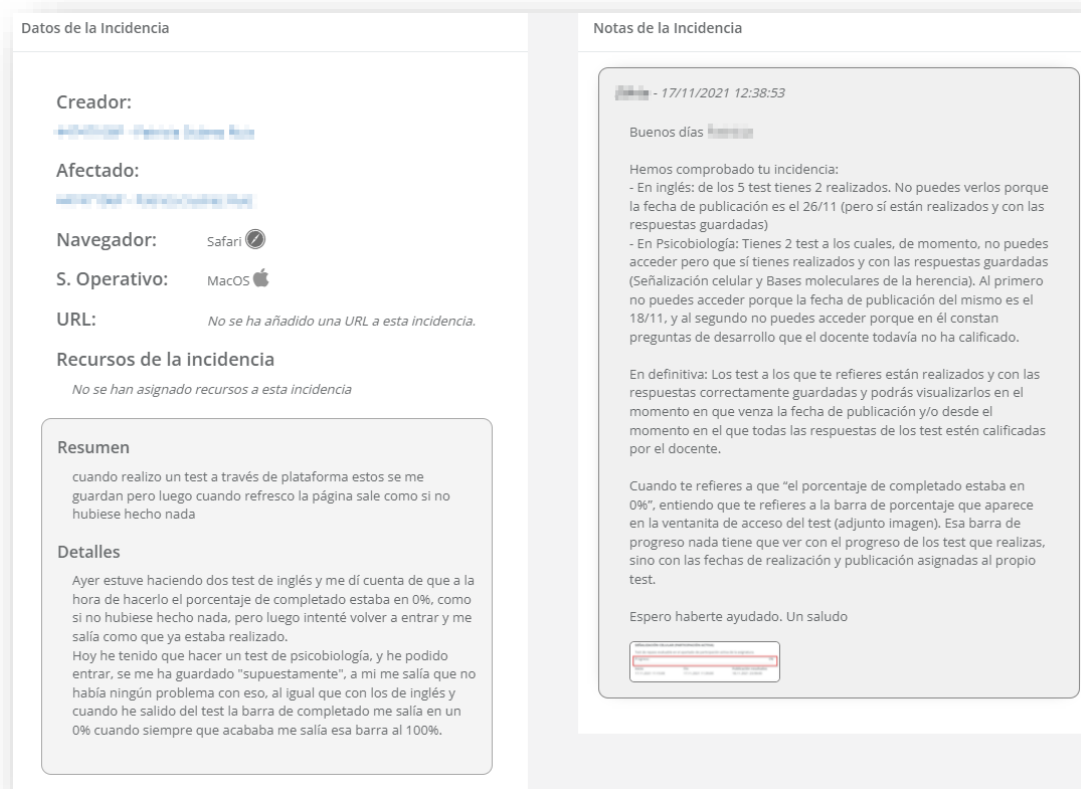 Datos de la Incidencia
Creador:
Afectado:
Navegador: Safari
S. Operativo: MacOS
URL: No se ha añadido una URL a esta incidencia.
Recursos de la incidencia
No se han asignado recursos a esta incidencia
Resumen
cuando realizo un test a través de plataforma estos se me
guardan pero luego cuando refresco la página sale como si no
hubiese hecho nada
Detalles
Ayer estuve haciendo dos test de inglés y me dí cuenta de que a la
hora de hacerlo el porcentaje de completado estaba en 0%, como
si no hubiese hecho nada, pero luego intenté volver a entrar y me
salía como que ya estaba realizado.
Hoy he tenido que hacer un test de psicobiología, y he podido
entrar, se me ha guardado "supuestamente", a mi me salía que no
había ningún problema con eso, al igual que con los de inglés y
cuando he salido del test la barra de completado me salía en un
0% cuando siempre que acababa me salía esa barra al 100%.
Notas de la Incidencia
- 17/11/2021 12:38:53
Buenos días
Hemos comprobado tu incidencia:
- En inglés: de los 5 test tienes 2 realizados. No puedes verlos porque
la fecha de publicación es el 26/11 (pero sí están realizados y con las
respuestas guardadas)
- En Psicobiología: Tienes 2 test a los cuales, de momento, no puedes
acceder pero que sí tienes realizados y con las respuestas guardadas
(Señalización celular y Bases moleculares de la herencia). Al primero
no puedes acceder porque la fecha de publicación del mismo es el
18/11, y al segundo no puedes acceder porque en él constan
preguntas de desarrollo que el docente todavía no ha calificado.
En definitiva: Los test a los que te refieres están realizados y con las
respuestas correctamente guardadas y podrás visualizarlos en el
momento en que venza la fecha de publicación y/o desde el
momento en el que todas las respuestas de los test estén calificadas
por el docente.
Cuando te refieres a que “el porcentaje de completado estaba en
0%”, entiendo que te refieres a la barra de porcentaje que aparece
en la ventanita de acceso del test (adjunto imagen). Esa barra de
progreso nada tiene que ver con el progreso de los test que realizas,
sino con las fechas de realización y publicación asignadas al propio
test.
Espero haberte ayudado. Un saludo